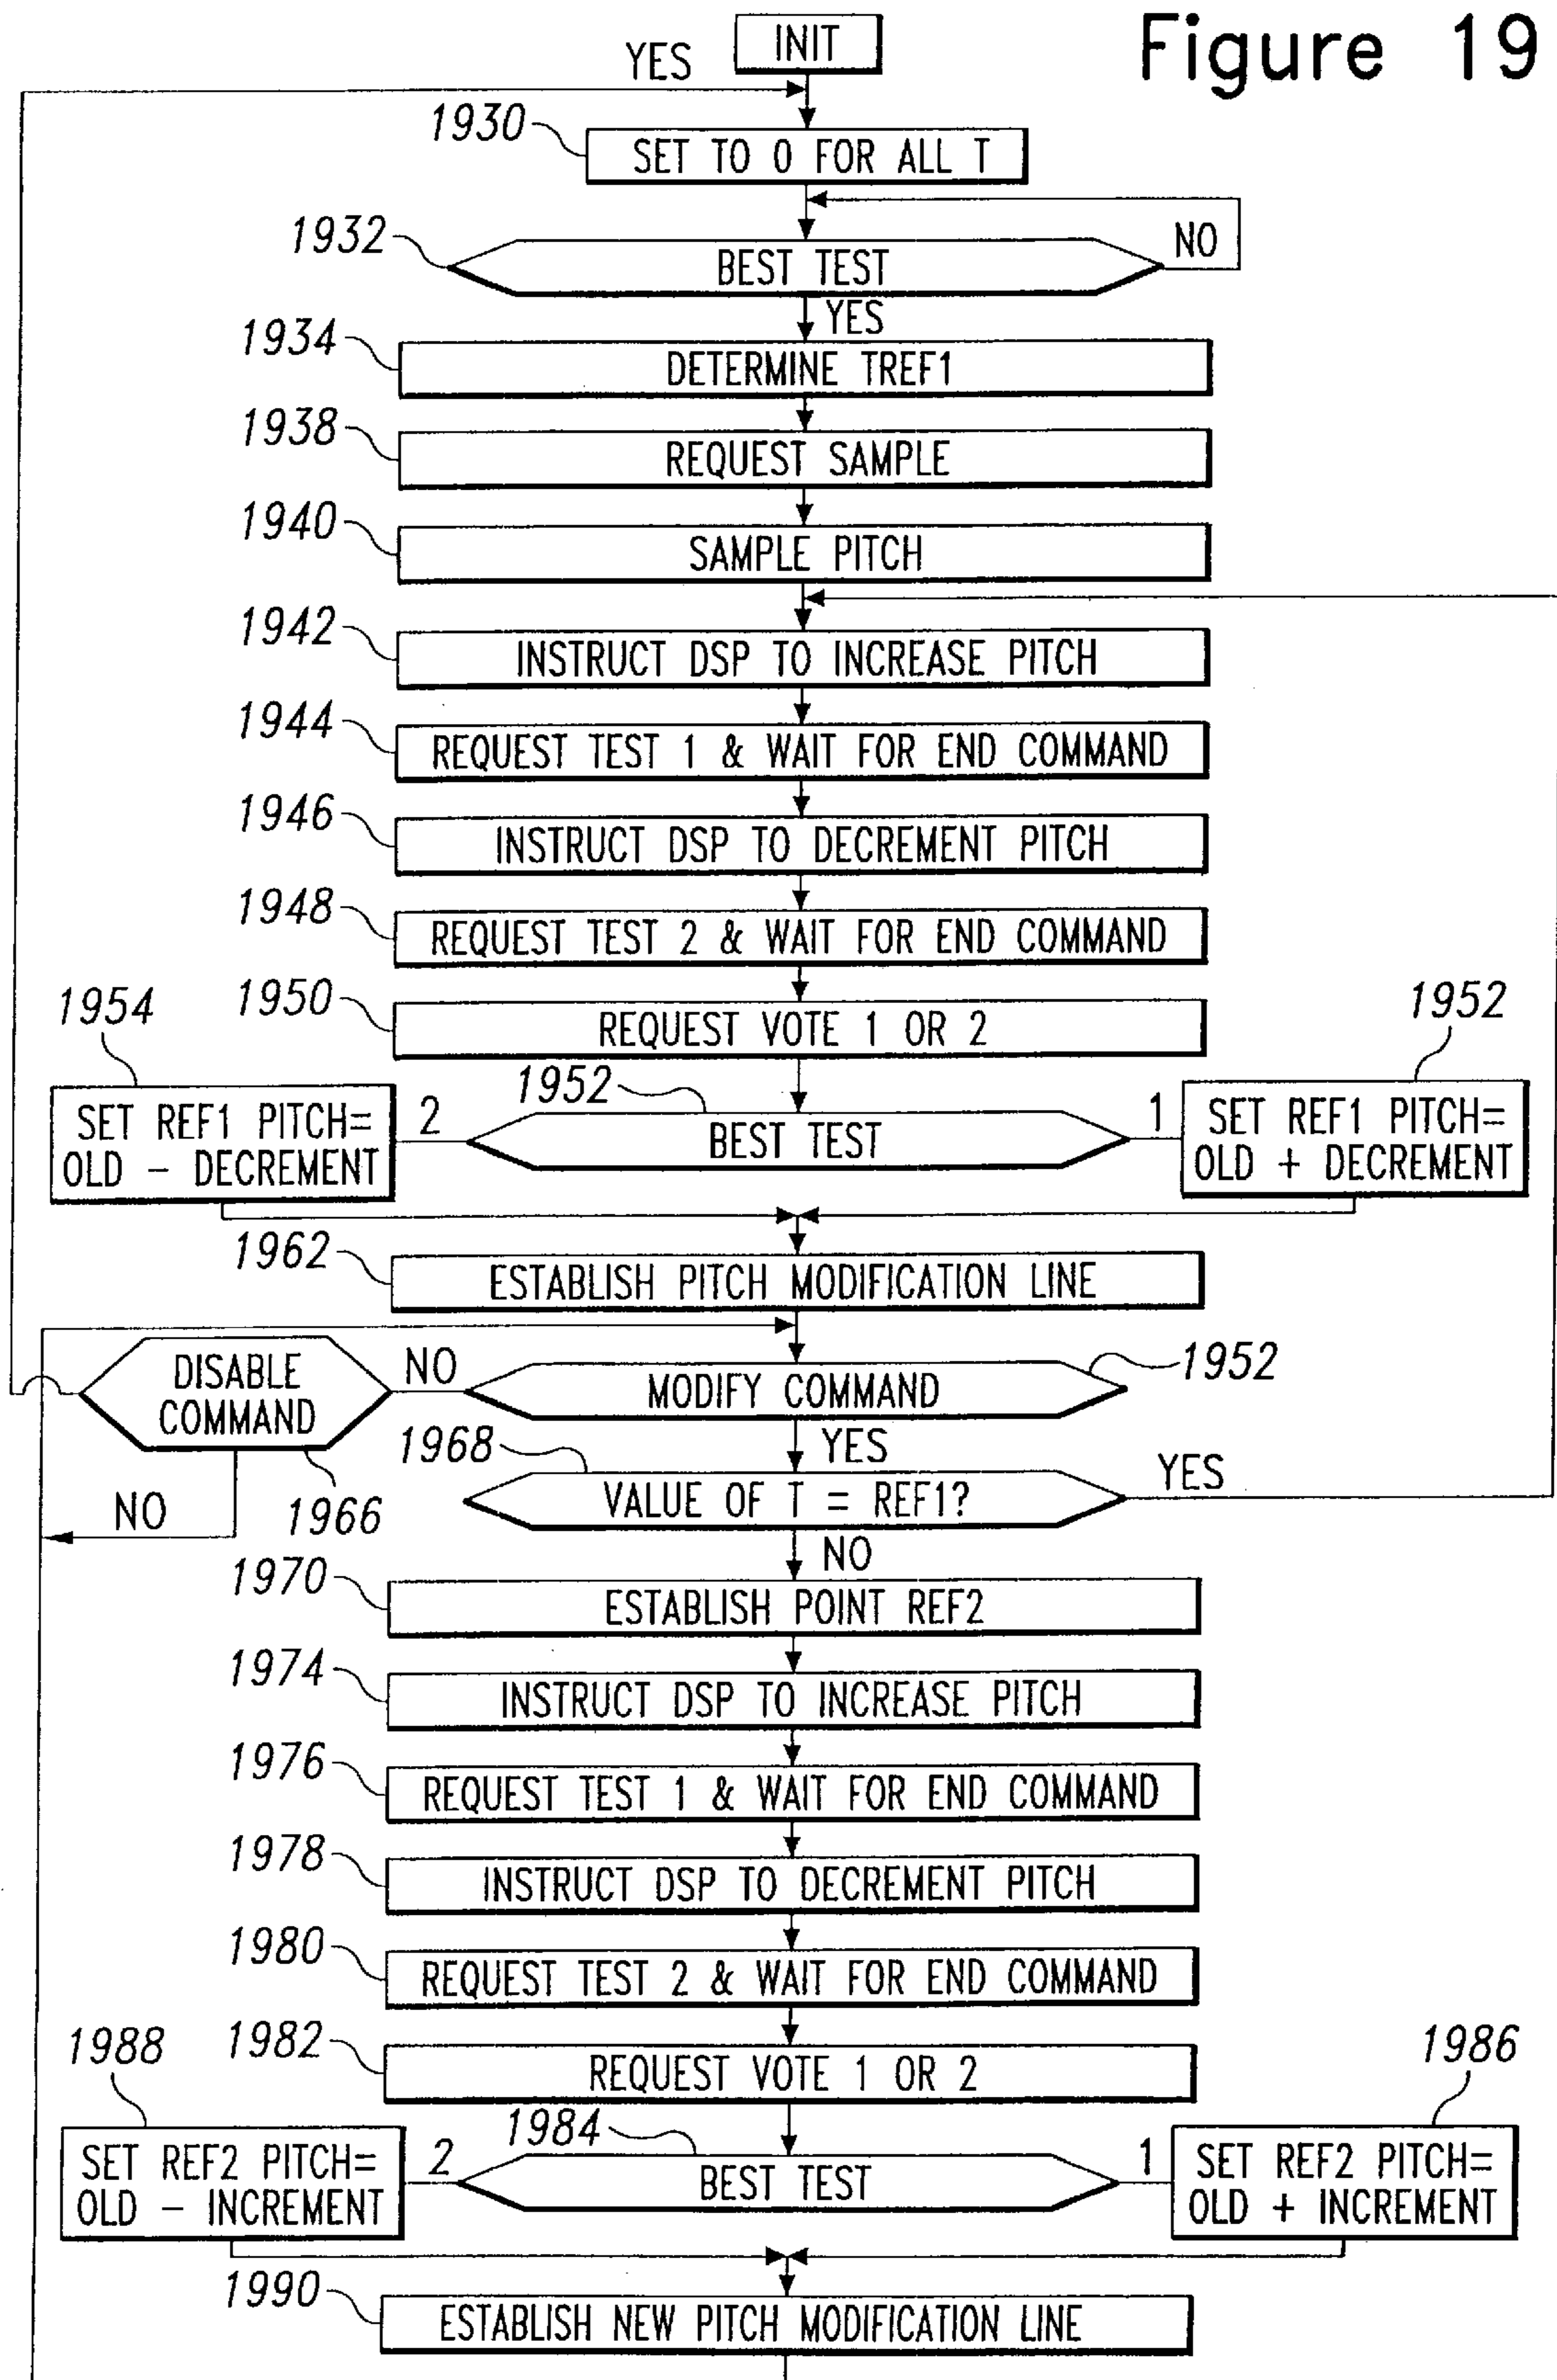 Figure 19
INIT
YES
1930
SET TO 0 FOR ALL T
1932
BEST TEST
NO
YES
1934
DETERMINE TREF1
1938
REQUEST SAMPLE
1940
SAMPLE PITCH
1942
INSTRUCT DSP TO INCREASE PITCH
1944
REQUEST TEST 1 & WAIT FOR END COMMAND
1946
INSTRUCT DSP TO DECREMENT PITCH
1948
REQUEST TEST 2 & WAIT FOR END COMMAND
1950
REQUEST VOTE 1 OR 2
1954
SET REF1 PITCH=
OLD – DECREMENT
2
1952
BEST TEST
1
1952
SET REF1 PITCH=
OLD + DECREMENT
1962
ESTABLISH PITCH MODIFICATION LINE
DISABLE
COMMAND
NO
MODIFY COMMAND
1952
YES
NO
1966
1968
VALUE OF T = REF1?
YES
NO
1970
ESTABLISH POINT REF2
1974
INSTRUCT DSP TO INCREASE PITCH
1976
REQUEST TEST 1 & WAIT FOR END COMMAND
1978
INSTRUCT DSP TO DECREMENT PITCH
1980
REQUEST TEST 2 & WAIT FOR END COMMAND
1982
REQUEST VOTE 1 OR 2
1988
SET REF2 PITCH=
OLD – INCREMENT
2
1984
BEST TEST
1
1986
SET REF2 PITCH=
OLD + INCREMENT
1990
ESTABLISH NEW PITCH MODIFICATION LINE